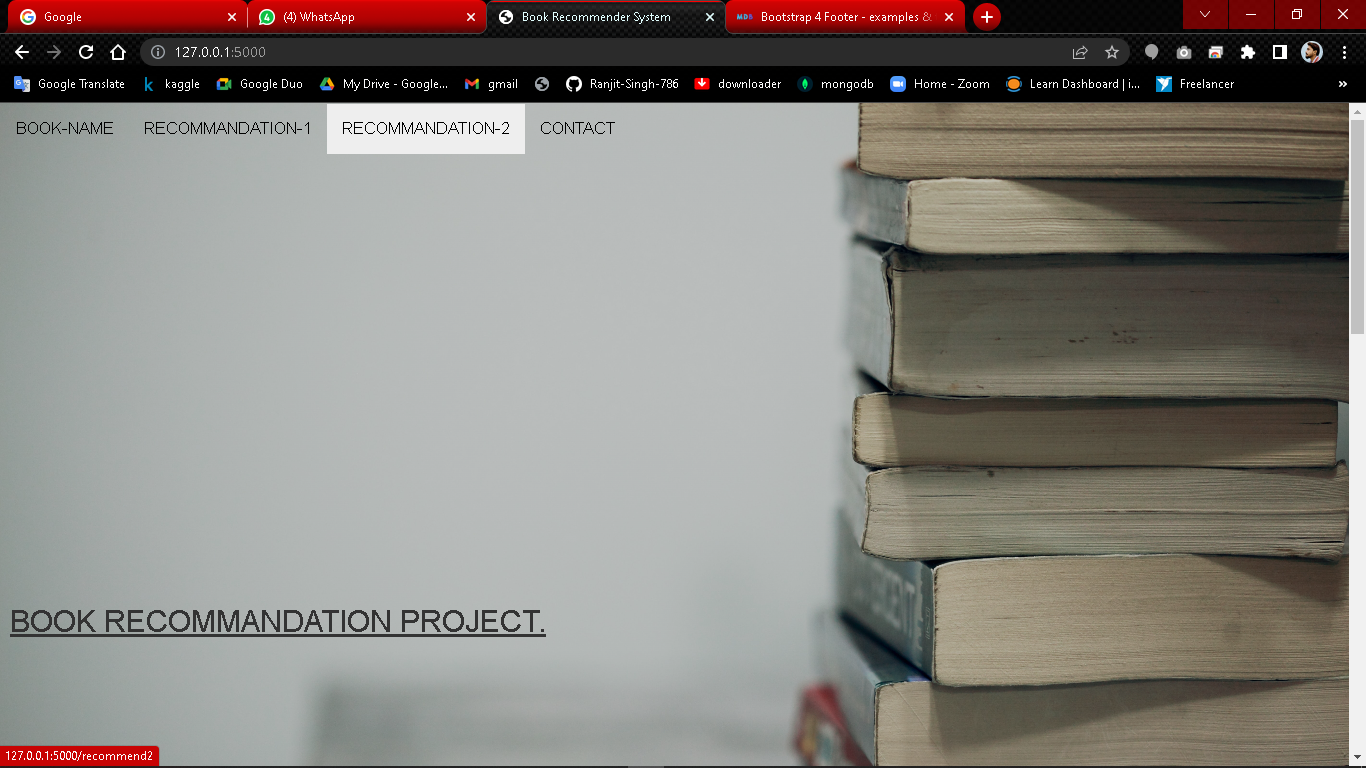 Google
(4) WhatsApp
Book Recommender System
MDB Bootstrap 4 Footer - examples &
127.0.0.1:5000
Google Translate
kaggle
Google Duo
My Drive - Google...
gmail
Ranjit-Singh-786
downloader
mongodb
Home - Zoom
Learn Dashboard | i...
Freelancer
»
BOOK-NAME
RECOMMANDATION-1
RECOMMANDATION-2
CONTACT
BOOK RECOMMANDATION PROJECT.
127.0.0.1:5000/recommend2